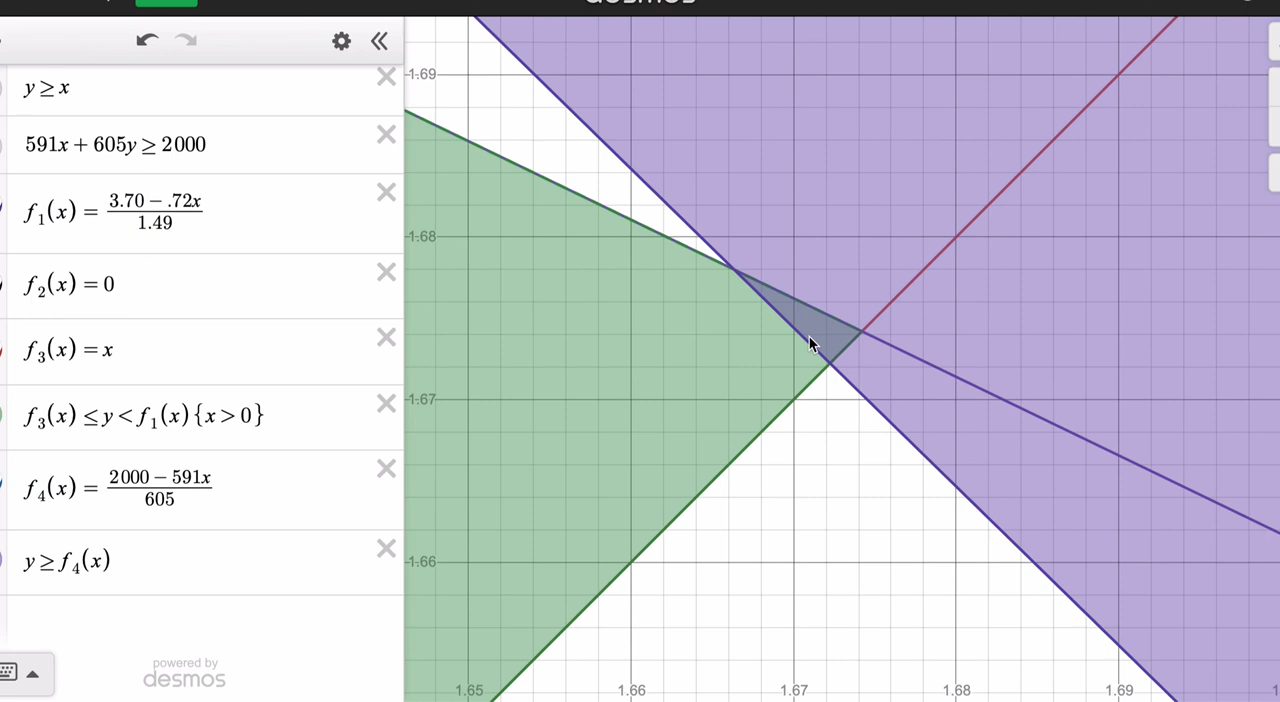 desmos
y ≥ x
591x + 605y ≥ 2000
f₁(x) = (3.70 − .72x)/1.49
f₂(x) = 0
f₃(x) = x
f₃(x) ≤ y < f₁(x) {x > 0}
f₄(x) = (2000 − 591x)/605
y ≥ f₄(x)
powered by
desmos
1.69
1.68
1.67
1.66
1.65 1.66 1.67 1.68 1.69